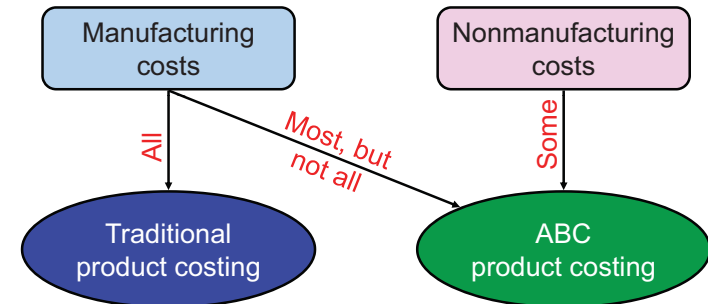 Manufacturing
costs
Nonmanufacturing
costs
All
Most, but
not all
Some
Traditional
product costing
ABC
product costing